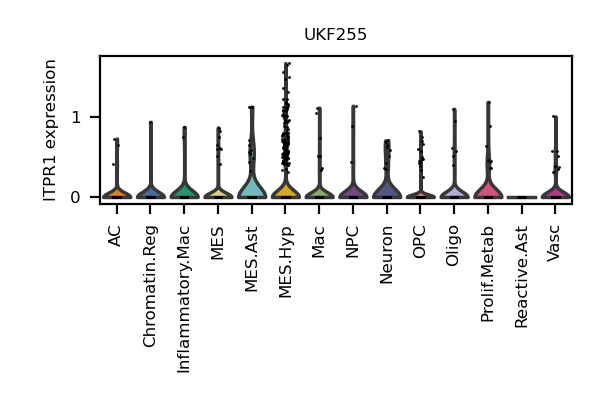 UKF255
ITPR1 expression
1
0
AC
Chromatin.Reg
Inflammatory.Mac
MES
MES.Ast
MES.Hyp
Mac
NPC
Neuron
OPC
Oligo
Prolif.Metab
Reactive.Ast
Vasc